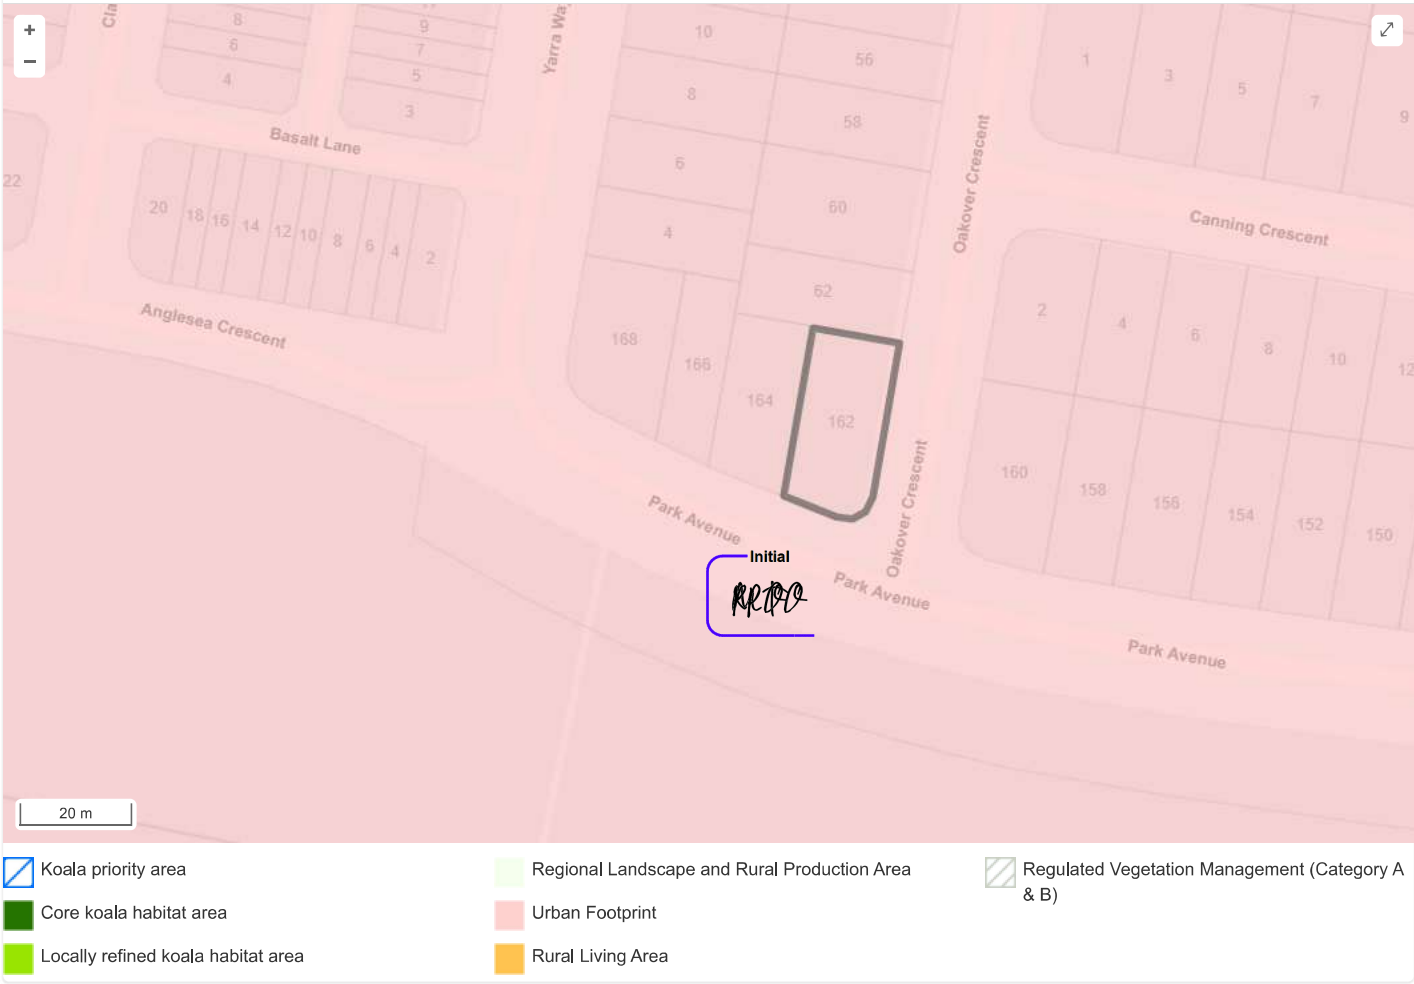 +
−
Cla
8
6
4
9
7
5
3
Yarra Wa
10
8
6
4
56
58
60
62
1
3
5
7
9
Oakover Crescent
Basalt Lane
22
20
18
16
14
12
10
8
6
4
2
Canning Crescent
Anglesea Crescent
168
166
164
162
2
4
6
8
10
12
160
158
156
154
152
150
Oakover Crescent
Park Avenue
Park Avenue
Park Avenue
Initial
20 m
Koala priority area
Core koala habitat area
Locally refined koala habitat area
Regional Landscape and Rural Production Area
Urban Footprint
Rural Living Area
Regulated Vegetation Management (Category A
& B)